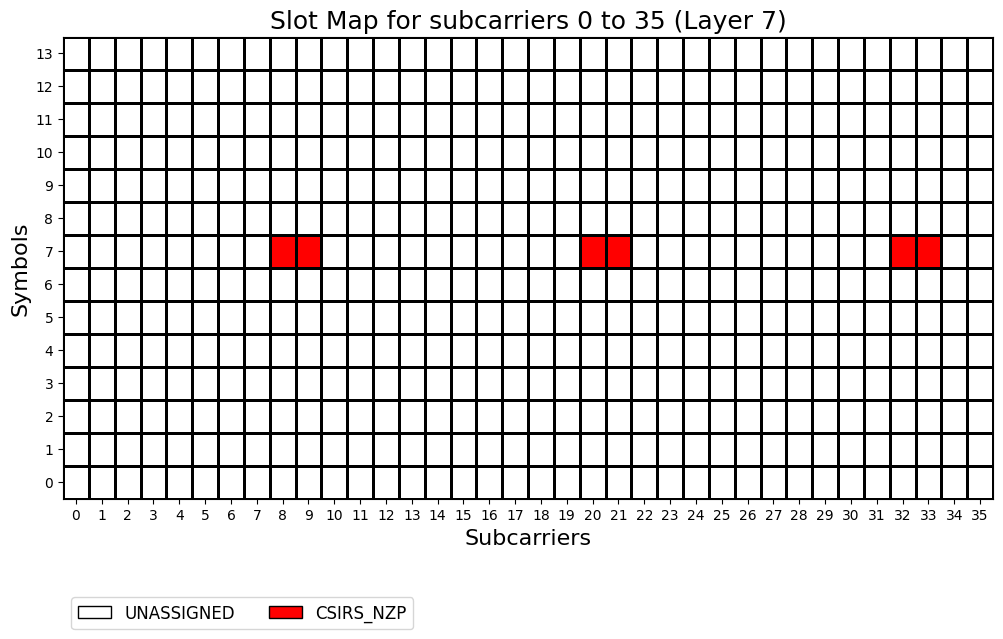 Slot Map for subcarriers 0 to 35 (Layer 7)
13
12
11
10
9
8
7
6
5
4
3
2
1
0
Symbols
0 1 2 3 4 5 6 7 8 9 10 11 12 13 14 15 16 17 18 19 20 21 22 23 24 25 26 27 28 29 30 31 32 33 34 35
Subcarriers
UNASSIGNED CSIRS_NZP